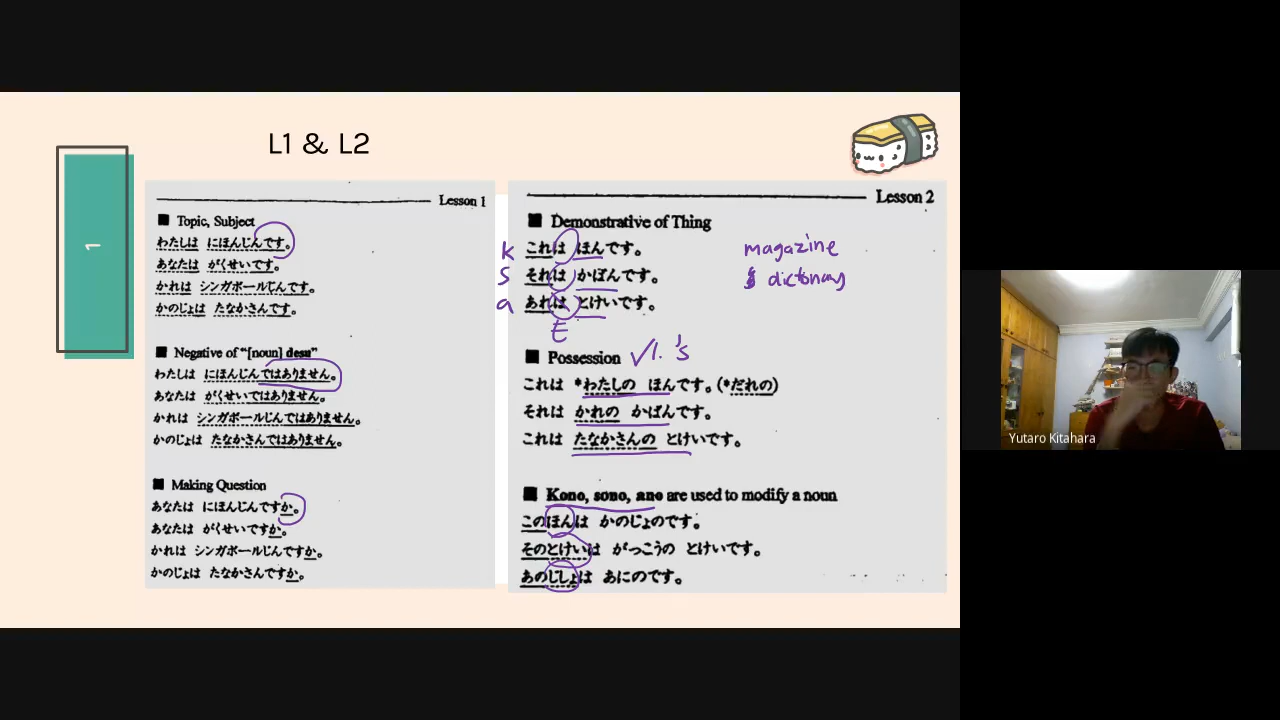 L1 & L2
1
Lesson 1
■ Topic, Subject
わたしは にほんじんです。
あなたは がくせいです。
かれは シンガポールじんです。
かのじょは たなかさんです。
■ Negative of "[noun] desu"
わたしは にほんじんではありません。
あなたは がくせいではありません。
かれは シンガポールじんではありません。
かのじょは たなかさんではありません。
■ Making Question
あなたは にほんじんですか。
あなたは がくせいですか。
かれは シンガポールじんですか。
かのじょは たなかさんですか。
Lesson 2
■ Demonstrative of Thing
K これは ほんです。 magazine
S それは かばんです。 dictonary
a あれは とけいです。
E
■ Possession ✓1. 's
これは *わたしの ほんです。(*だれの)
それは かれの かばんです。
これは たなかさんの とけいです。
■ Kono, sono, ano are used to modify a noun
このほんは かのじょのです。
そのとけいは がっこうの とけいです。
あのじしょは あにのです。
Yutaro Kitahara